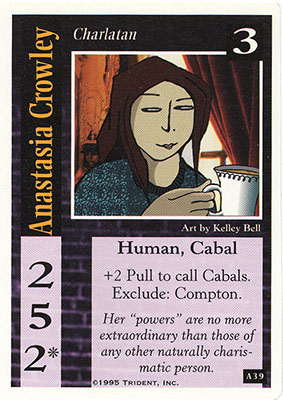 Anastasia Crowley
Charlatan
3
Art by Kelley Bell
2
5
2*
Human, Cabal
+2 Pull to call Cabals.
Exclude: Compton.
Her "powers" are no more
extraordinary than those of
any other naturally charis-
matic person.
©1995 TRIDENT, INC.
A39